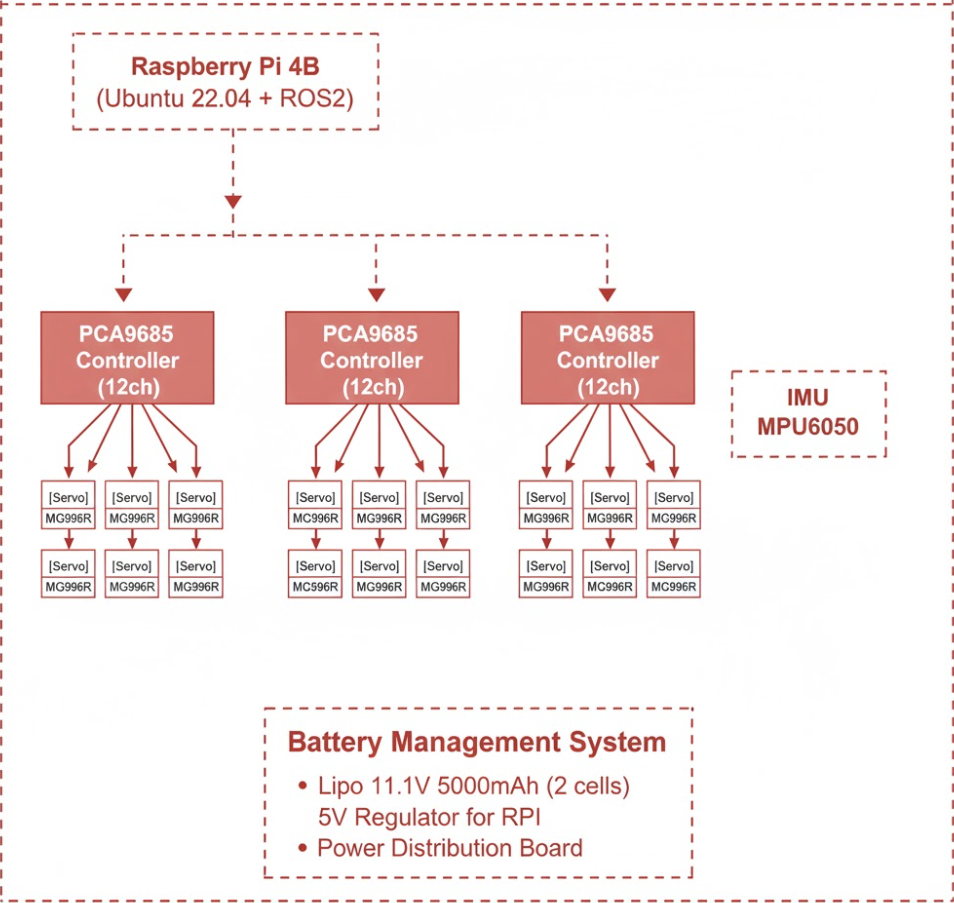 Raspberry Pi 4B
(Ubuntu 22.04 + ROS2)
PCA9685
Controller
(12ch)
PCA9685
Controller
(12ch)
PCA9685
Controller
(12ch)
IMU
MPU6050
[Servo]
MG996R
[Servo]
MG996R
[Servo]
MG996R
[Servo]
MC996R
[Servo]
MG996R
[Servo]
MG996R
[Servo]
MG996R
[Servo]
MG996R
[Servo]
MG996R
[Servo]
MG996R
[Servo]
MG996R
[Servo]
MG996R
[Servo]
MC596R
[Servo]
MG996R
[Servo]
MG996R
[Servo]
MG996R
[Servo]
MG996R
[Servo]
MG996R
Battery Management System
• Lipo 11.1V 5000mAh (2 cells)
5V Regulator for RPI
• Power Distribution Board